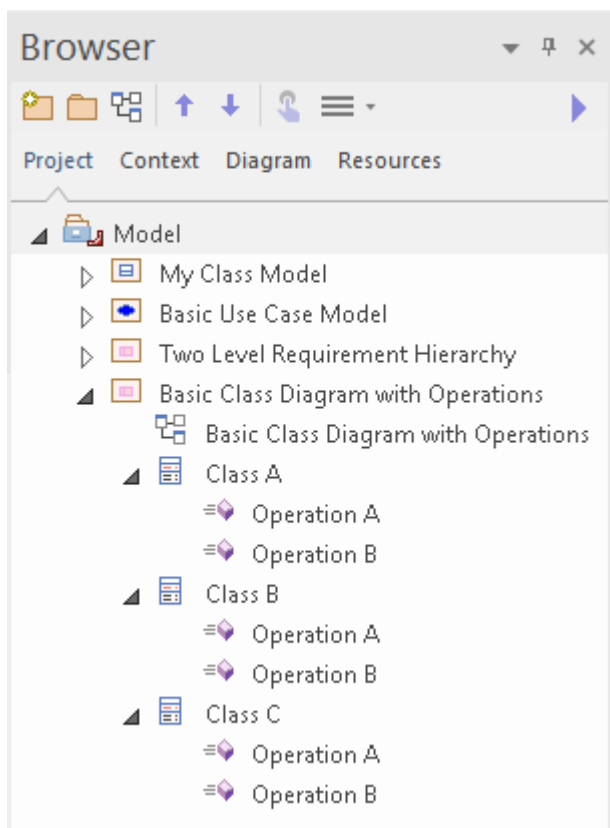 Browser
Project Context Diagram Resources
Model
My Class Model
Basic Use Case Model
Two Level Requirement Hierarchy
Basic Class Diagram with Operations
Basic Class Diagram with Operations
Class A
Operation A
Operation B
Class B
Operation A
Operation B
Class C
Operation A
Operation B